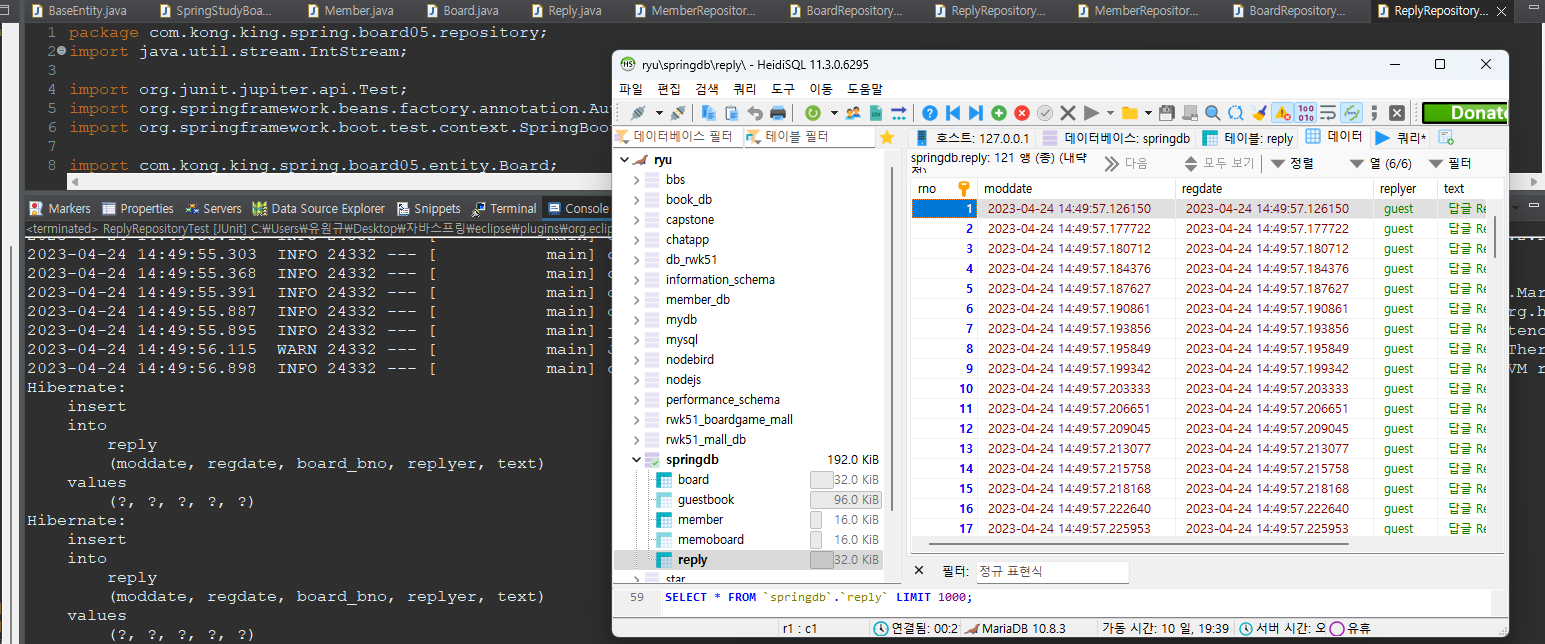 BaseEntity.java SpringStudyBoa... Member.java Board.java Reply.java MemberRepositor... BoardRepository... ReplyRepository... MemberRepositor... BoardRepository... ReplyRepository...
1 package com.kong.king.spring.board05.repository;
2 import java.util.stream.IntStream;
3
4 import org.junit.jupiter.api.Test;
5 import org.springframework.beans.factory.annotation.Au
6 import org.springframework.boot.test.context.SpringBoo
7
8 import com.kong.king.spring.board05.entity.Board;
Markers Properties Servers Data Source Explorer Snippets Terminal Console
<terminated> ReplyRepositoryTest [JUnit] C:₩Users₩유원규₩Desktop₩자바스프링₩eclipse₩plugins₩org.eclip
2023-04-24 14:49:55.303 INFO 24332 --- [ main]
2023-04-24 14:49:55.368 INFO 24332 --- [ main]
2023-04-24 14:49:55.391 INFO 24332 --- [ main]
2023-04-24 14:49:55.887 INFO 24332 --- [ main]
2023-04-24 14:49:55.895 INFO 24332 --- [ main]
2023-04-24 14:49:56.115 WARN 24332 --- [ main]
2023-04-24 14:49:56.898 INFO 24332 --- [ main]
Hibernate:
insert
into
reply
(moddate, regdate, board_bno, replyer, text)
values
(?, ?, ?, ?, ?)
Hibernate:
insert
into
reply
(moddate, regdate, board_bno, replyer, text)
values
(?, ?, ?, ?, ?)
ryu\springdb\reply\ - HeidiSQL 11.3.0.6295
파일 편집 검색 쿼리 도구 이동 도움말
Donate
데이터베이스 필터 테이블 필터
호스트: 127.0.0.1 데이터베이스: springdb 테이블: reply 데이터 쿼리*
ryu
bbs
book_db
capstone
chatapp
db_rwk51
information_schema
member_db
mydb
mysql
nodebird
nodejs
performance_schema
rwk51_boardgame_mall
rwk51_mall_db
springdb 192.0 KiB
board 32.0 KiB
guestbook 96.0 KiB
member 16.0 KiB
memoboard 16.0 KiB
reply 32.0 KiB
star
springdb.reply: 121 행 (총) (대략 다음 모두 보기 정렬 열 (6/6) 필터
rno moddate regdate replyer text
1 2023-04-24 14:49:57.126150 2023-04-24 14:49:57.126150 guest 답글 Re
2 2023-04-24 14:49:57.177722 2023-04-24 14:49:57.177722 guest 답글 Re
3 2023-04-24 14:49:57.180712 2023-04-24 14:49:57.180712 guest 답글 Re
4 2023-04-24 14:49:57.184376 2023-04-24 14:49:57.184376 guest 답글 Re
5 2023-04-24 14:49:57.187627 2023-04-24 14:49:57.187627 guest 답글 Re
6 2023-04-24 14:49:57.190861 2023-04-24 14:49:57.190861 guest 답글 Re
7 2023-04-24 14:49:57.193856 2023-04-24 14:49:57.193856 guest 답글 Re
8 2023-04-24 14:49:57.195849 2023-04-24 14:49:57.195849 guest 답글 Re
9 2023-04-24 14:49:57.199342 2023-04-24 14:49:57.199342 guest 답글 Re
10 2023-04-24 14:49:57.203333 2023-04-24 14:49:57.203333 guest 답글 Re
11 2023-04-24 14:49:57.206651 2023-04-24 14:49:57.206651 guest 답글 Re
12 2023-04-24 14:49:57.209045 2023-04-24 14:49:57.209045 guest 답글 Re
13 2023-04-24 14:49:57.213077 2023-04-24 14:49:57.213077 guest 답글 Re
14 2023-04-24 14:49:57.215758 2023-04-24 14:49:57.215758 guest 답글 Re
15 2023-04-24 14:49:57.218168 2023-04-24 14:49:57.218168 guest 답글 Re
16 2023-04-24 14:49:57.222640 2023-04-24 14:49:57.222640 guest 답글 Re
17 2023-04-24 14:49:57.225953 2023-04-24 14:49:57.225953 guest 답글 Re
필터: 정규 표현식
59 SELECT * FROM `springdb`.`reply` LIMIT 1000;
r1 : c1 연결됨: 00:2 MariaDB 10.8.3 가동 시간: 10 일, 19:39 서버 시간: 오 유휴